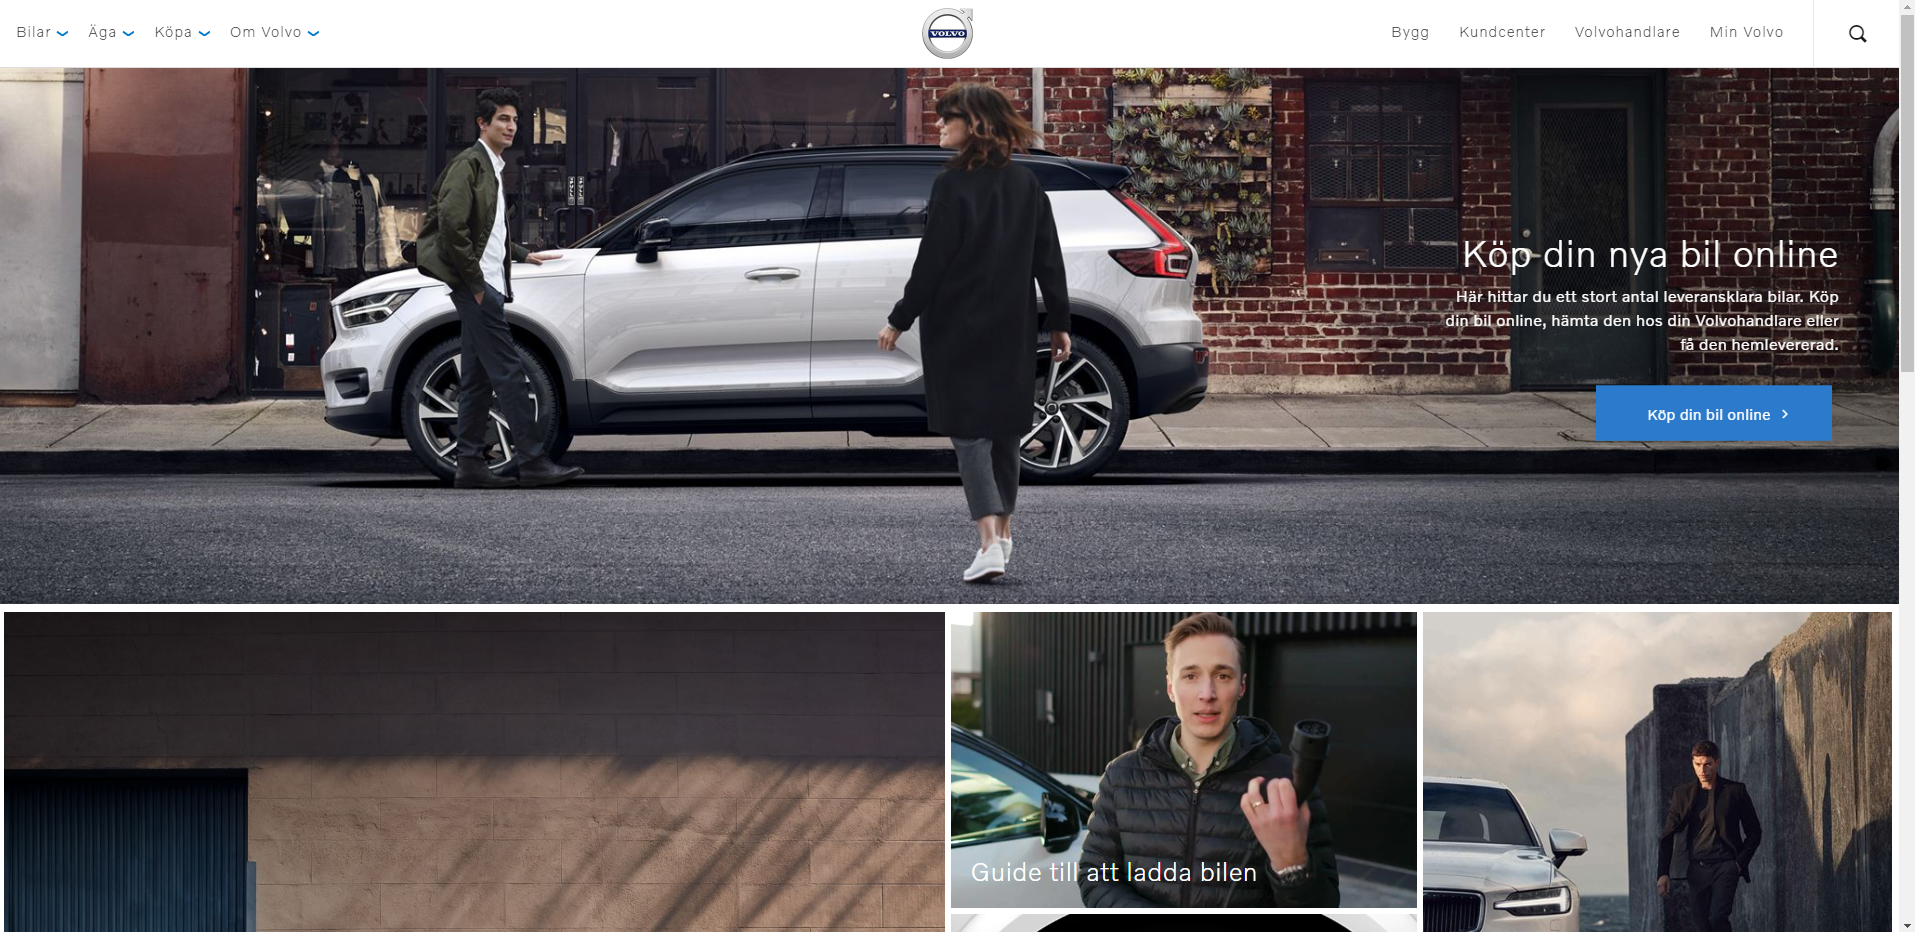 Bilar Äga Köpa Om Volvo
VOLVO
Bygg Kundcenter Volvohandlare Min Volvo
Köp din nya bil online
Här hittar du ett stort antal leveransklara bilar. Köp
din bil online, hämta den hos din Volvohandlare eller
få den hemlevererad.
Köp din bil online
Guide till att ladda bilen